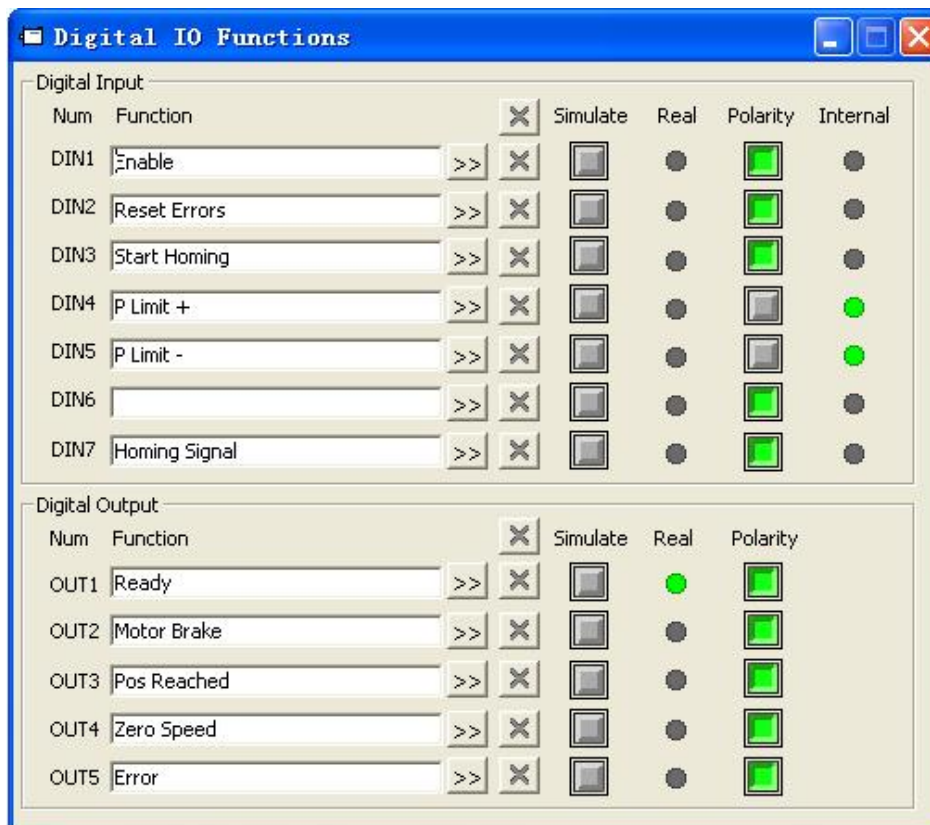 Digital IO Functions
Digital Input
Num Function Simulate Real Polarity Internal
DIN1 Enable >>
DIN2 Reset Errors >>
DIN3 Start Homing >>
DIN4 P Limit + >>
DIN5 P Limit - >>
DIN6 >>
DIN7 Homing Signal >>
Digital Output
Num Function Simulate Real Polarity
OUT1 Ready >>
OUT2 Motor Brake >>
OUT3 Pos Reached >>
OUT4 Zero Speed >>
OUT5 Error >>